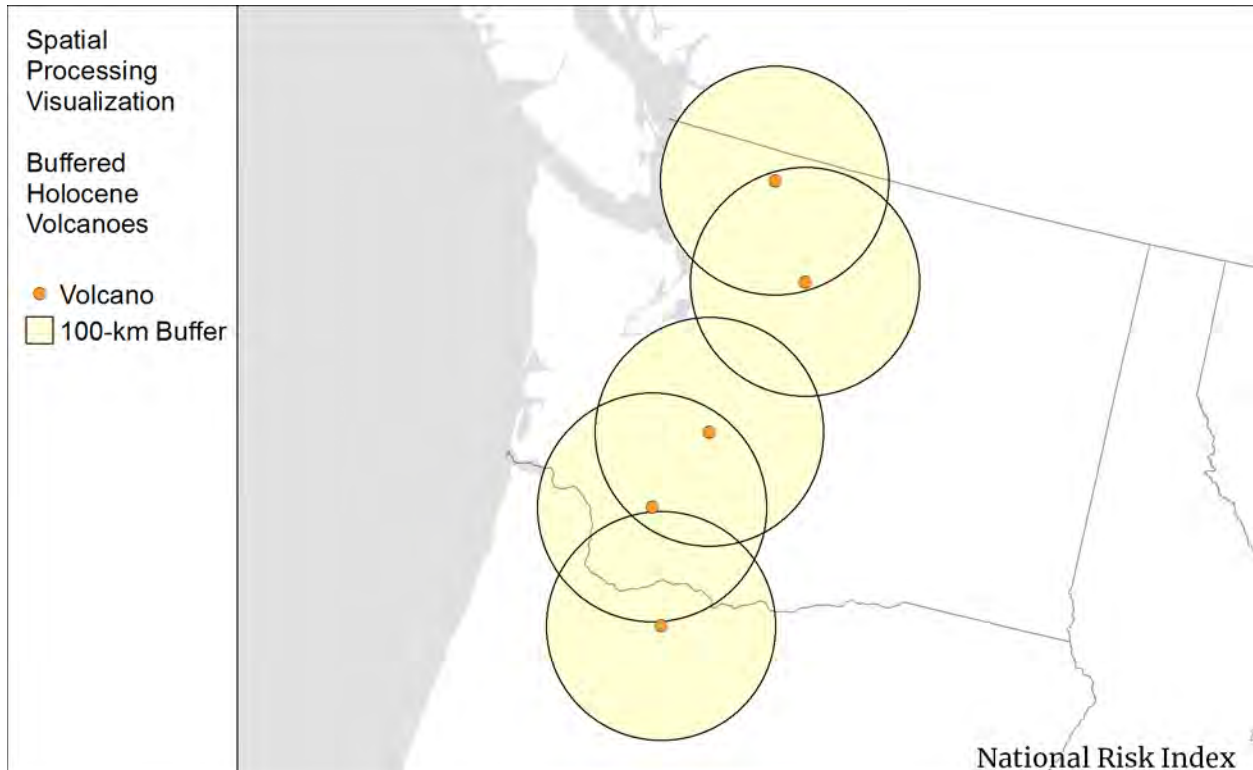 Spatial
Processing
Visualization
Buffered
Holocene
Volcanoes
Volcano
100-km Buffer
National Risk Index